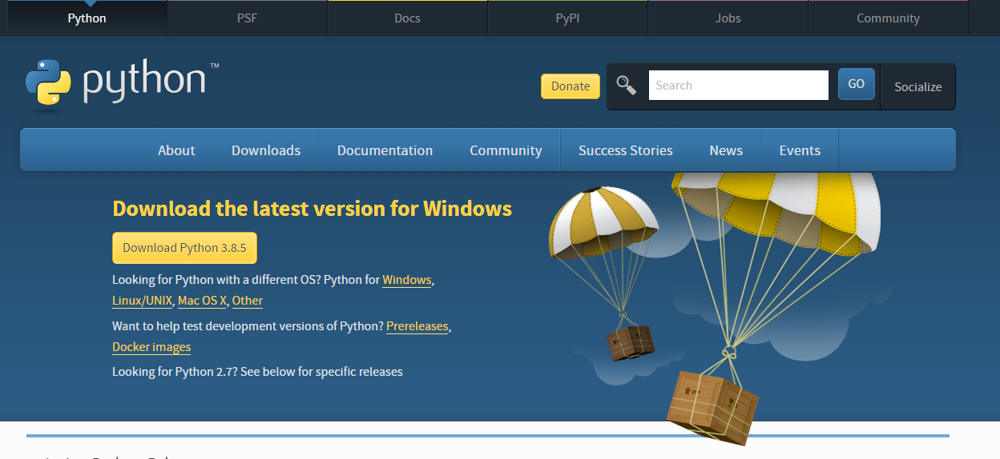 Python PSF Docs PyPI Jobs Community
python™
Donate Search GO Socialize
About Downloads Documentation Community Success Stories News Events
Download the latest version for Windows
Download Python 3.8.5
Looking for Python with a different OS? Python for Windows,
Linux/UNIX, Mac OS X, Other
Want to help test development versions of Python? Prereleases,
Docker images
Looking for Python 2.7? See below for specific releases